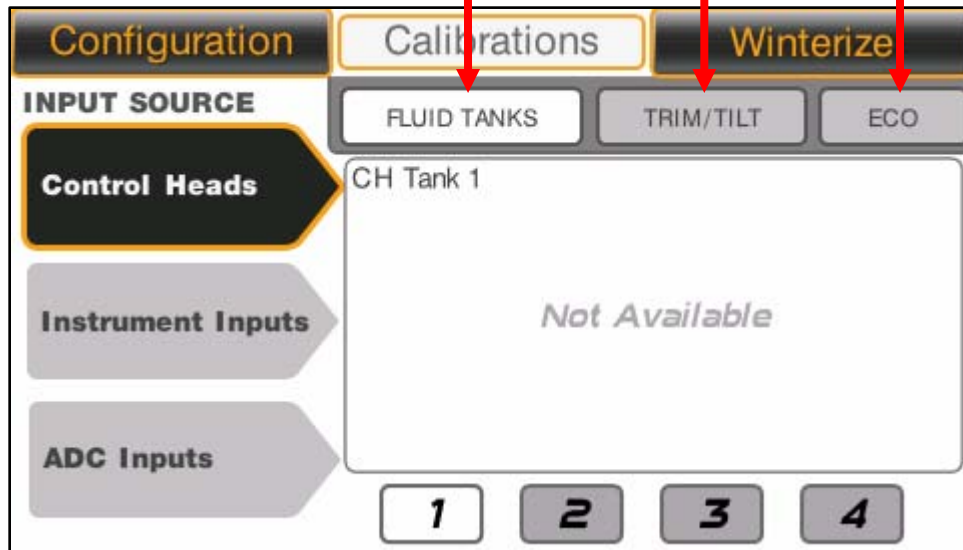 Configuration Calibrations Winterize
INPUT SOURCE
FLUID TANKS TRIM/TILT ECO
Control Heads
CH Tank 1
Instrument Inputs
Not Available
ADC Inputs
1 2 3 4